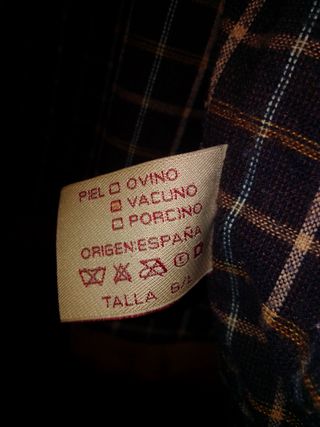 PIEL □ OVINO
□ VACUNO
□ PORCINO
ORIGEN:ESPAÑA
TALLA